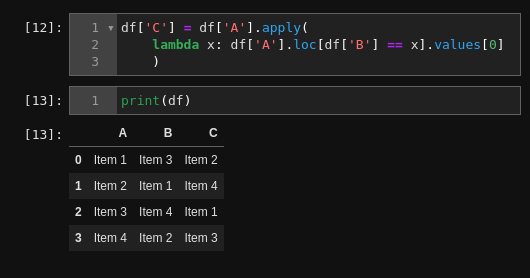 [12]: 1 ▾ df['C'] = df['A'].apply(
2     lambda x: df['A'].loc[df['B'] == x].values[0]
3     )
[13]: 1 print(df)
[13]:
A B C
0 Item 1 Item 3 Item 2
1 Item 2 Item 1 Item 4
2 Item 3 Item 4 Item 1
3 Item 4 Item 2 Item 3